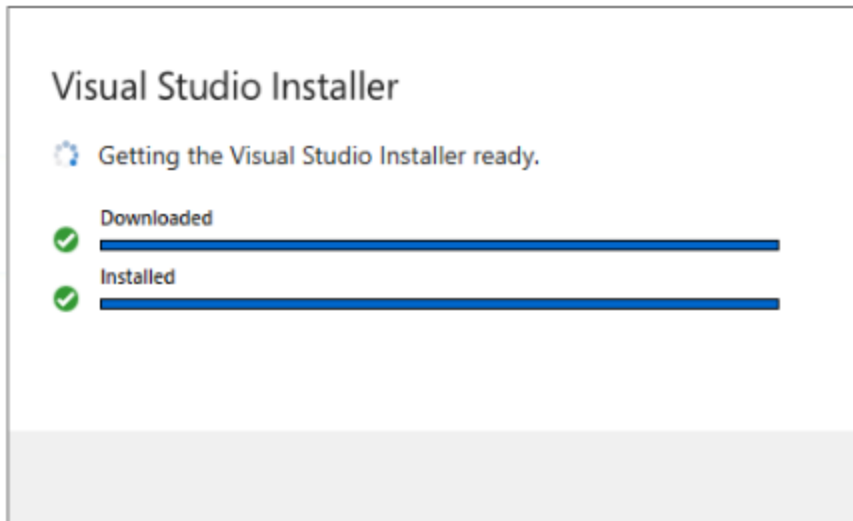 Visual Studio Installer
Getting the Visual Studio Installer ready.
Downloaded
Installed